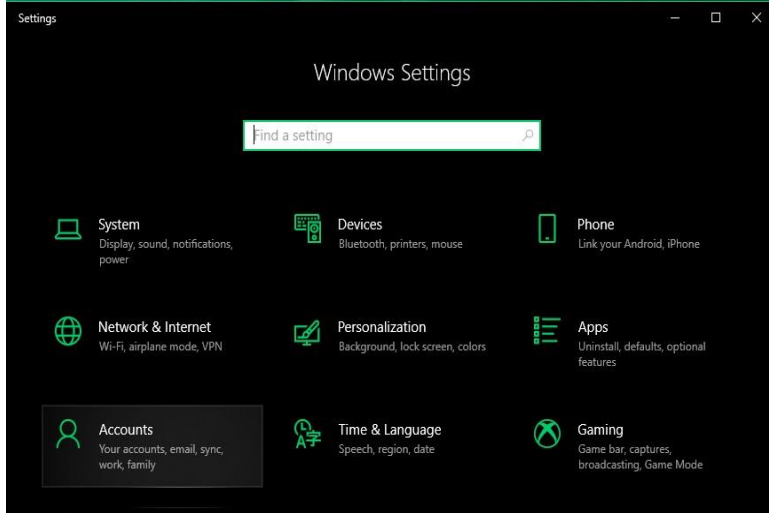 Settings
Windows Settings
Find a setting
System
Display, sound, notifications,
power
Devices
Bluetooth, printers, mouse
Phone
Link your Android, iPhone
Network & Internet
Wi-Fi, airplane mode, VPN
Personalization
Background, lock screen, colors
Apps
Uninstall, defaults, optional
features
Accounts
Your accounts, email, sync,
work, family
Time & Language
Speech, region, date
Gaming
Game bar, captures,
broadcasting, Game Mode